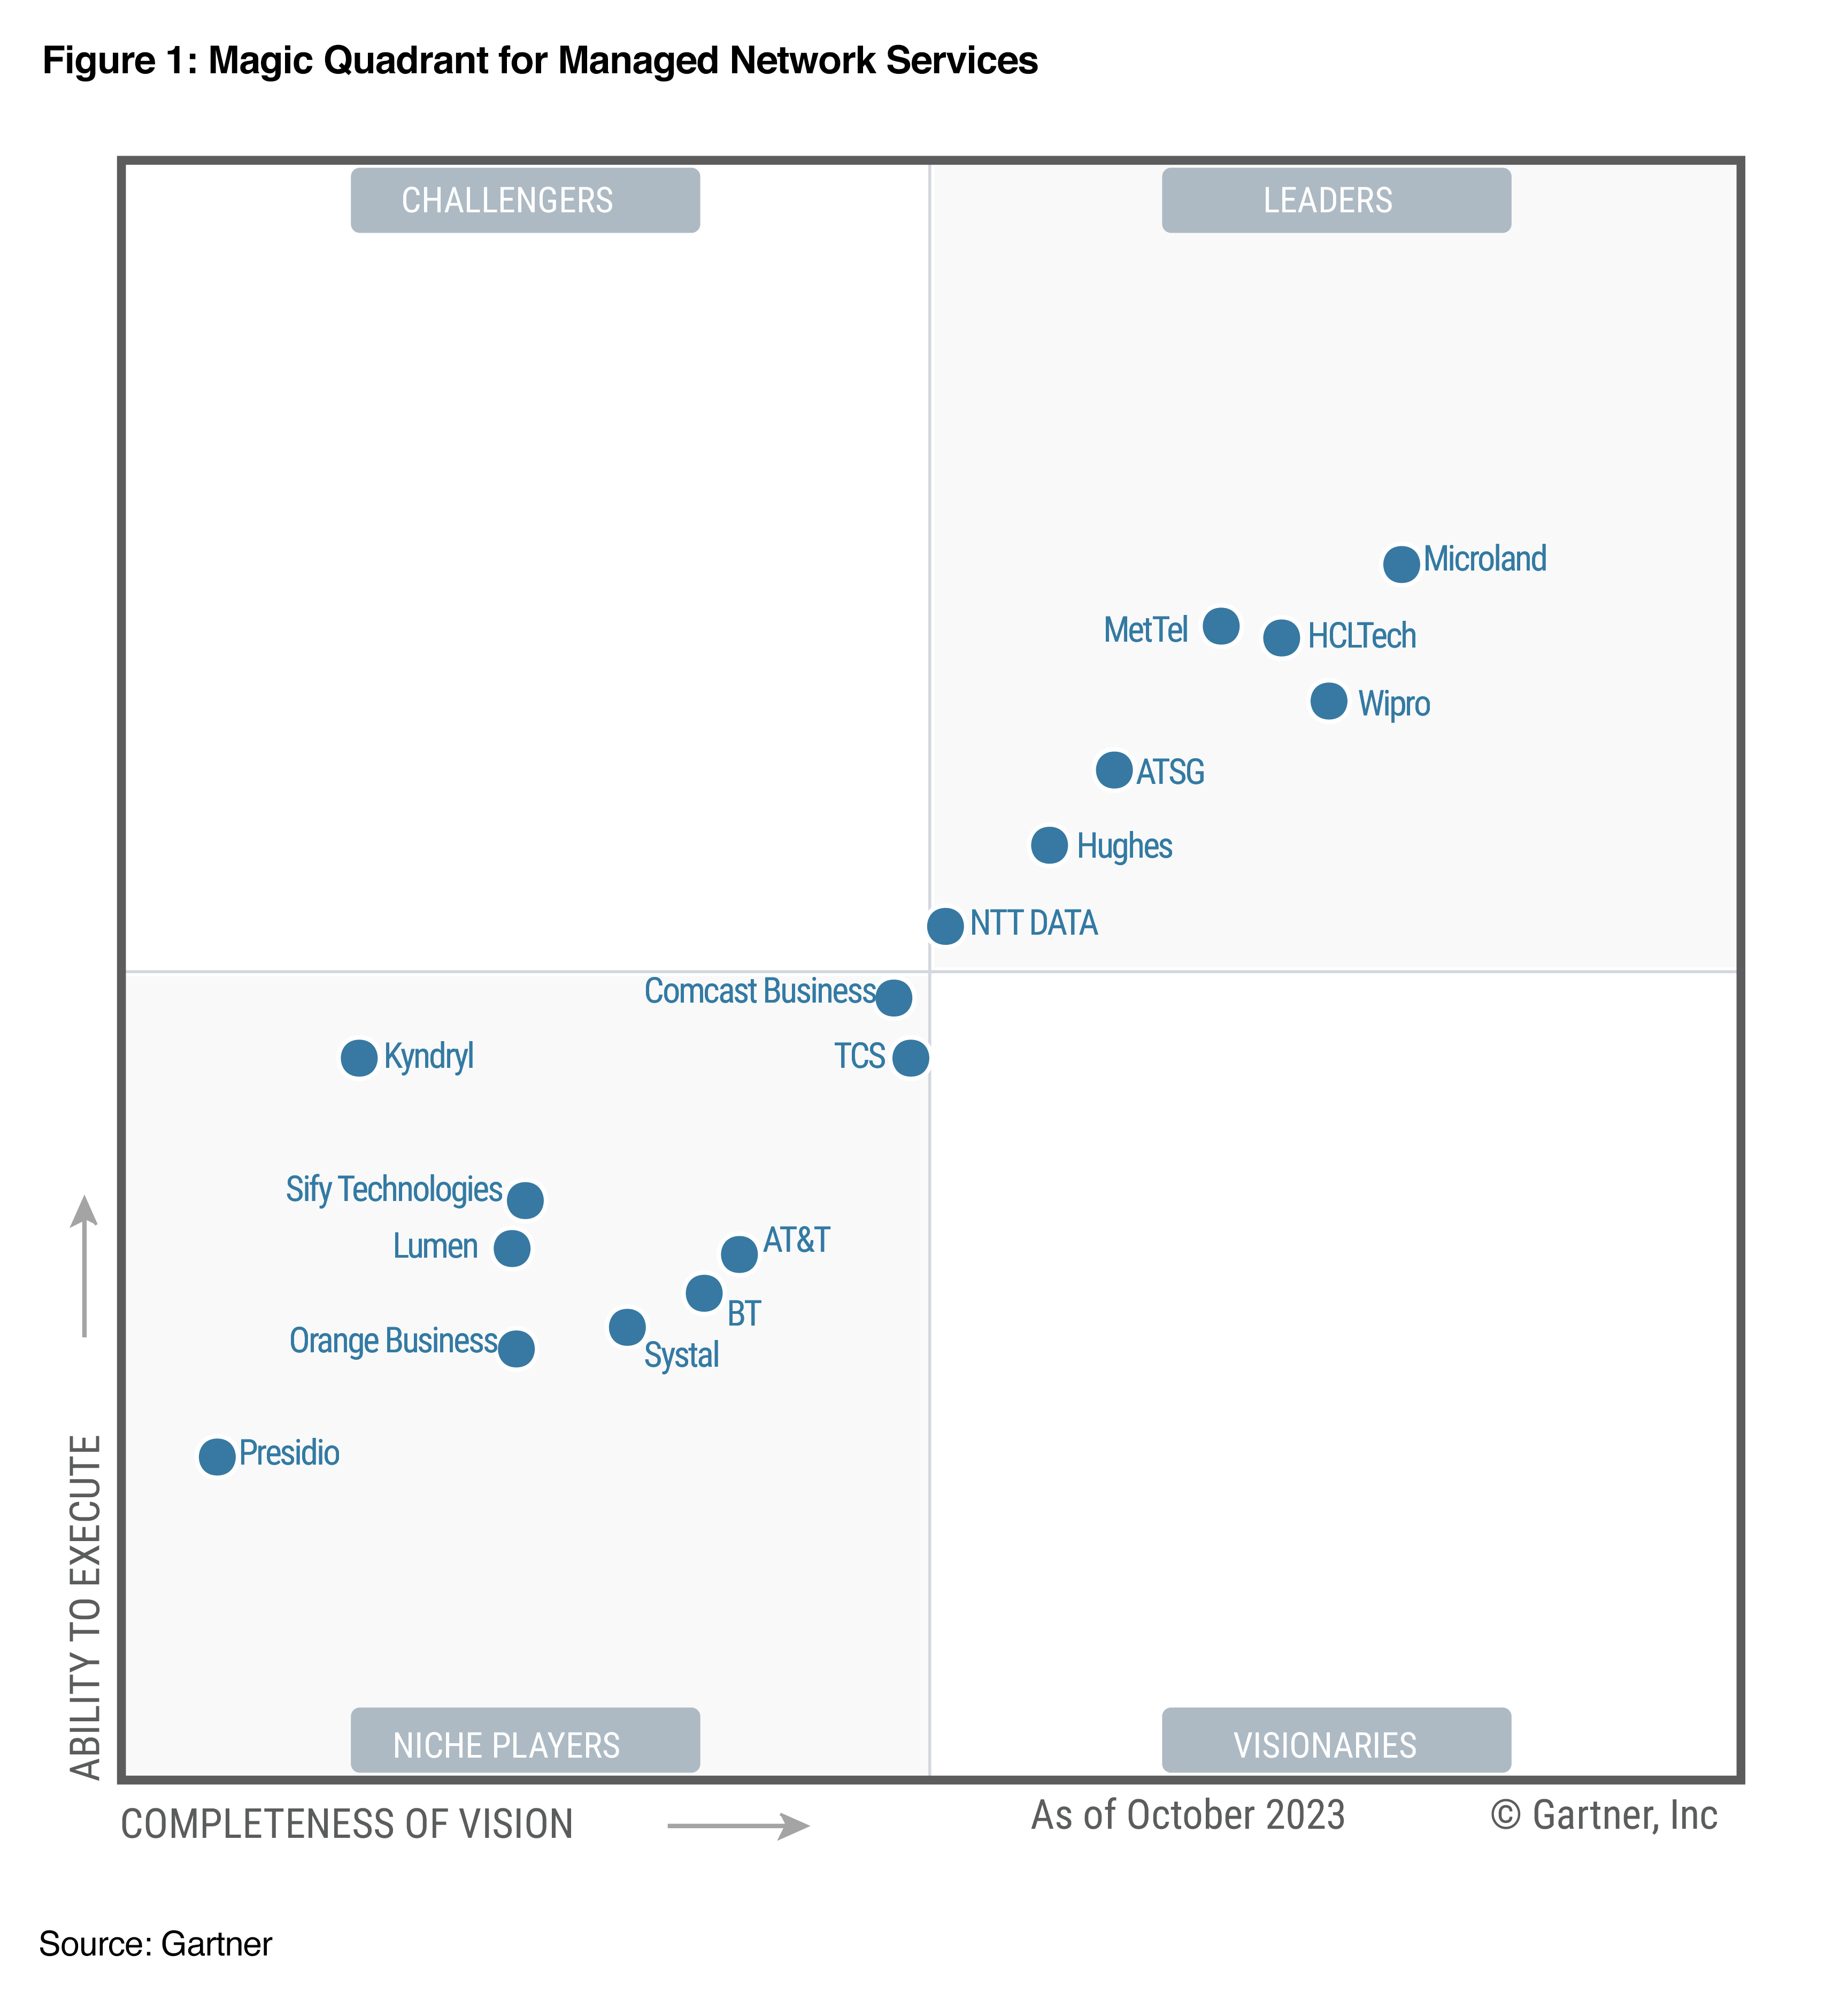 Figure 1: Magic Quadrant for Managed Network Services
CHALLENGERS
LEADERS
Microland
MetTel
HCLTech
Wipro
ATSG
Hughes
NTT DATA
Comcast Business
Kyndryl
TCS
Sify Technologies
Lumen
AT&T
BT
Orange Business
Systal
Presidio
NICHE PLAYERS
VISIONARIES
ABILITY TO EXECUTE
COMPLETENESS OF VISION
As of October 2023
© Gartner, Inc
Source: Gartner